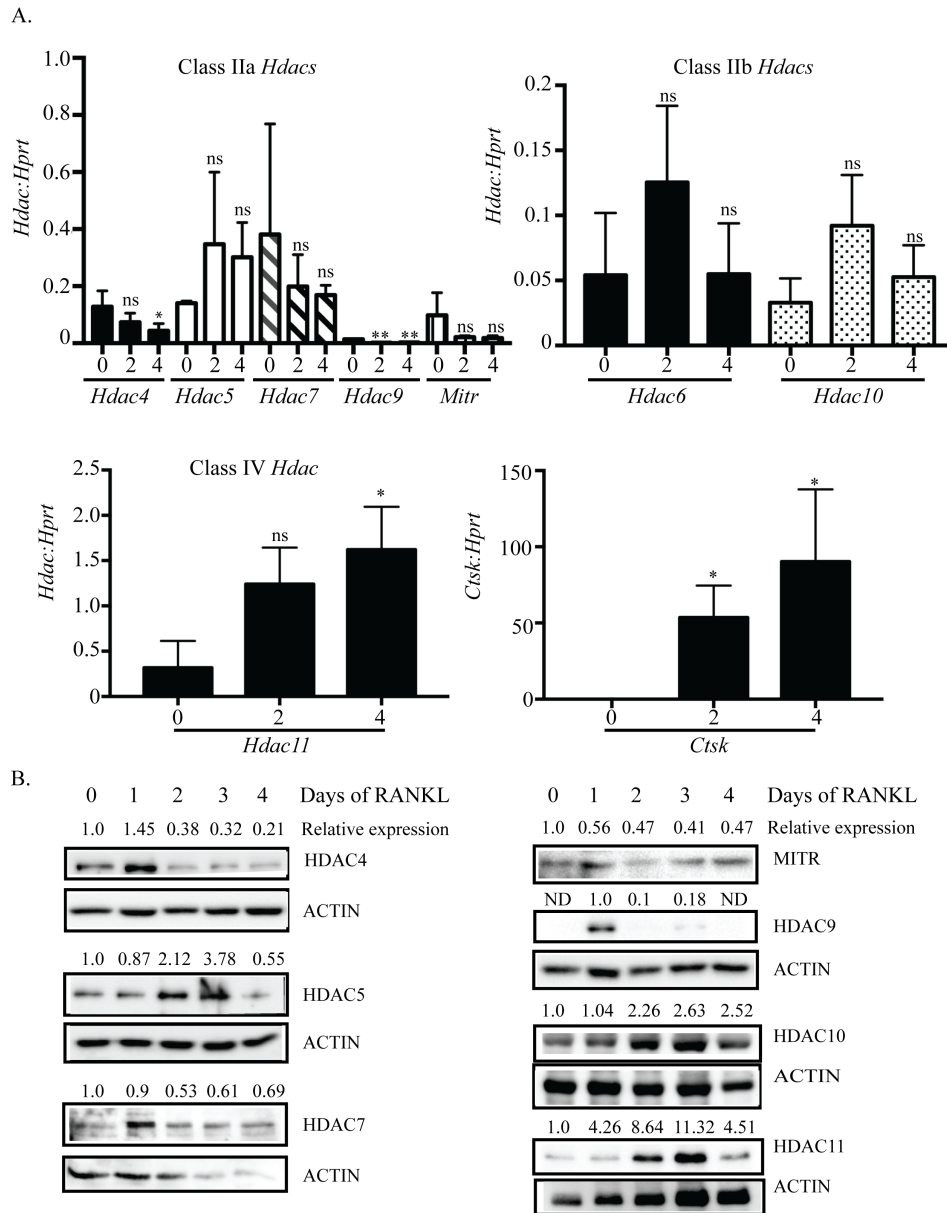 A.
Class IIa Hdacs
Hdac:Hprt
1.0
0.8
0.6
0.4
0.2
0
ns
*
ns
ns
ns
ns
**
**
ns
ns
0 2 4 0 2 4 0 2 4 0 2 4 0 2 4
Hdac4 Hdac5 Hdac7 Hdac9 Mitr
Class IIb Hdacs
Hdac:Hprt
0.2
0.15
0.1
0.05
0
ns
ns
ns
ns
0 2 4 0 2 4
Hdac6 Hdac10
Class IV Hdac
Hdac:Hprt
2.5
2.0
1.5
1.0
0.5
0
ns
*
0 2 4
Hdac11
Ctsk:Hprt
150
100
50
0
*
*
0 2 4
Ctsk
B.
0 1 2 3 4 Days of RANKL
1.0 1.45 0.38 0.32 0.21 Relative expression
HDAC4
ACTIN
1.0 0.87 2.12 3.78 0.55
HDAC5
ACTIN
1.0 0.9 0.53 0.61 0.69
HDAC7
ACTIN
0 1 2 3 4 Days of RANKL
1.0 0.56 0.47 0.41 0.47 Relative expression
MITR
ND 1.0 0.1 0.18 ND
HDAC9
ACTIN
1.0 1.04 2.26 2.63 2.52
HDAC10
ACTIN
1.0 4.26 8.64 11.32 4.51
HDAC11
ACTIN